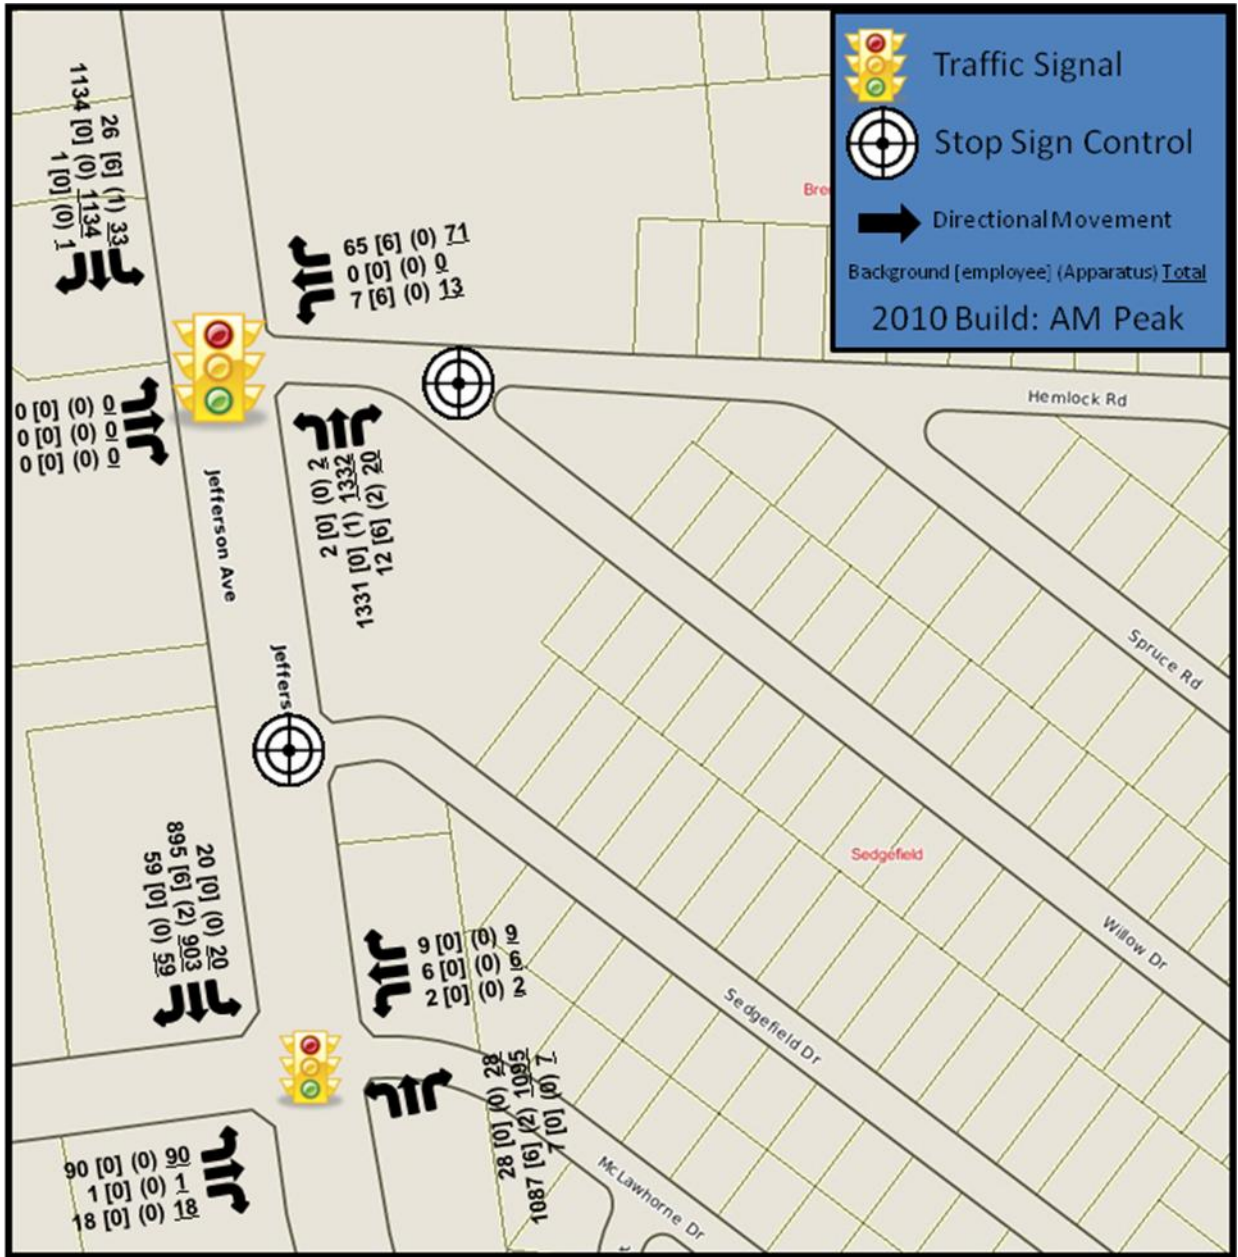 Traffic Signal
Stop Sign Control
Directional Movement
Background [employee] (Apparatus) Total
2010 Build: AM Peak
26 [6] (1) 33
1134 [0] (0) 1134
1 [0] (0) 1
65 [6] (0) 71
0 [0] (0) 0
7 [6] (0) 13
0 [0] (0) 0
0 [0] (0) 0
0 [0] (0) 0
2 [0] (0) 2
1331 [0] (1) 1332
12 [6] (2) 20
Hemlock Rd
Jefferson Ave
Jeffers
Spruce Rd
Sedgefield
Willow Dr
Sedgefield Dr
20 [0] (0) 20
895 [6] (2) 903
59 [0] (0) 59
9 [0] (0) 9
6 [0] (0) 6
2 [0] (0) 2
28 [0] (0) 28
1087 [6] (2) 1095
7 [0] (0) 7
90 [0] (0) 90
1 [0] (0) 1
18 [0] (0) 18
McLawhorne Dr